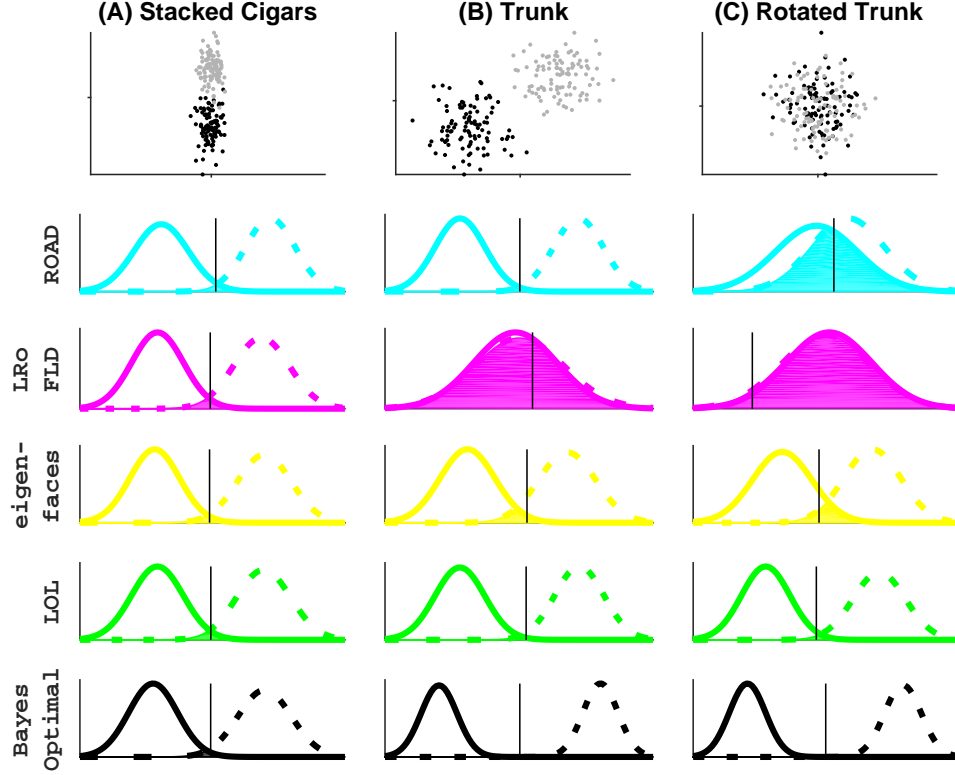 (A) Stacked Cigars
(B) Trunk
(C) Rotated Trunk
ROAD
LRo
FLD
eigen-
faces
LOL
Bayes
Optimal